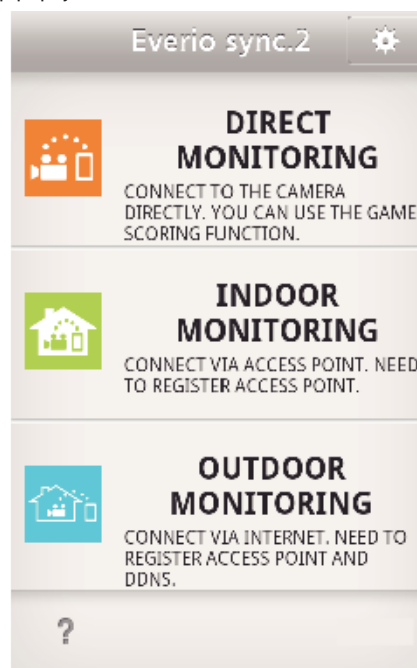 Everio sync.2
DIRECT
MONITORING
CONNECT TO THE CAMERA
DIRECTLY. YOU CAN USE THE GAME
SCORING FUNCTION.
INDOOR
MONITORING
CONNECT VIA ACCESS POINT. NEED
TO REGISTER ACCESS POINT.
OUTDOOR
MONITORING
CONNECT VIA INTERNET. NEED TO
REGISTER ACCESS POINT AND
DDNS.
?